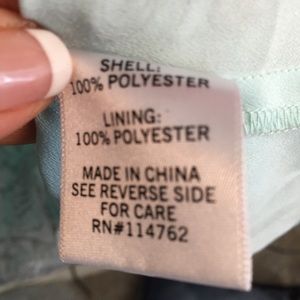 SHELL:
100% POLYESTER
LINING:
100% POLYESTER
MADE IN CHINA
SEE REVERSE SIDE
FOR CARE
RN#114762